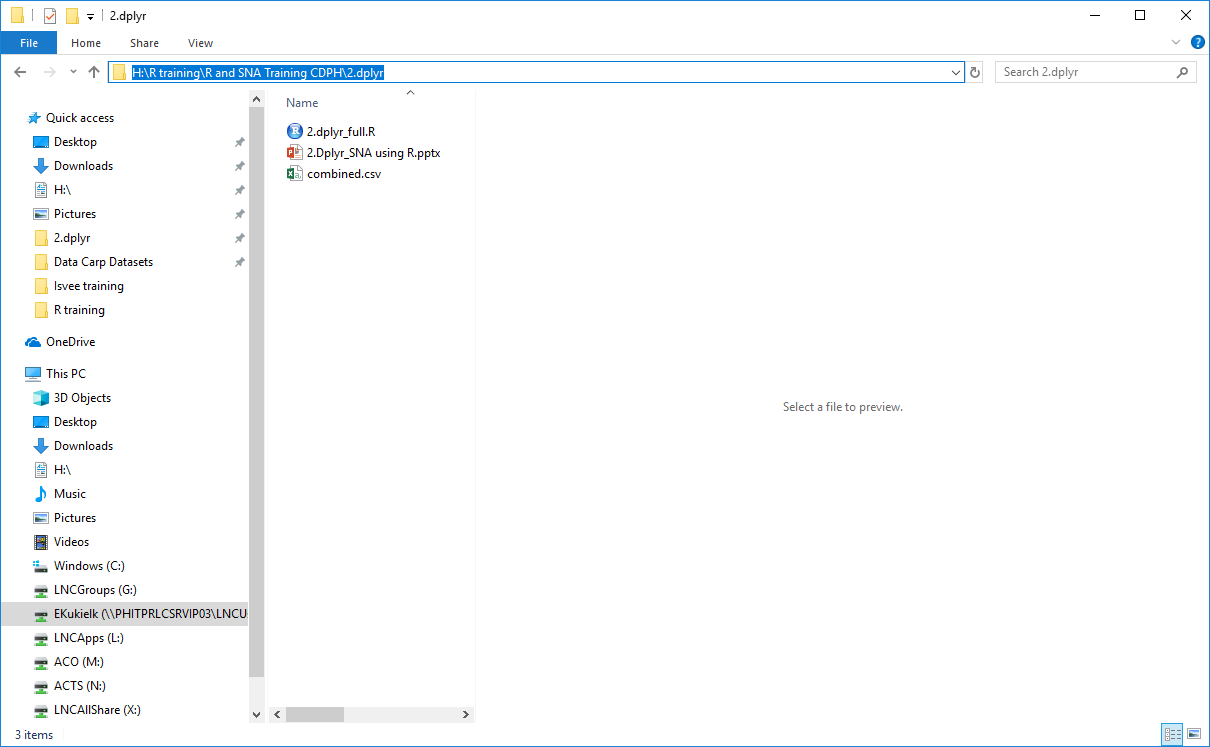 2.dplyr
File Home Share View
H:\R training\R and SNA Training CDPH\2.dplyr
Search 2.dplyr
Quick access
Desktop
Downloads
H:\
Pictures
2.dplyr
Data Carp Datasets
Isvee training
R training
OneDrive
This PC
3D Objects
Desktop
Downloads
H:\
Music
Pictures
Videos
Windows (C:)
LNCGroups (G:)
EKukielk (\\PHITPRLCSRVIP03\LNCU
LNCApps (L:)
ACO (M:)
ACTS (N:)
LNCAllShare (X:)
Name
2.dplyr_full.R
2.Dplyr_SNA using R.pptx
combined.csv
Select a file to preview.
3 items